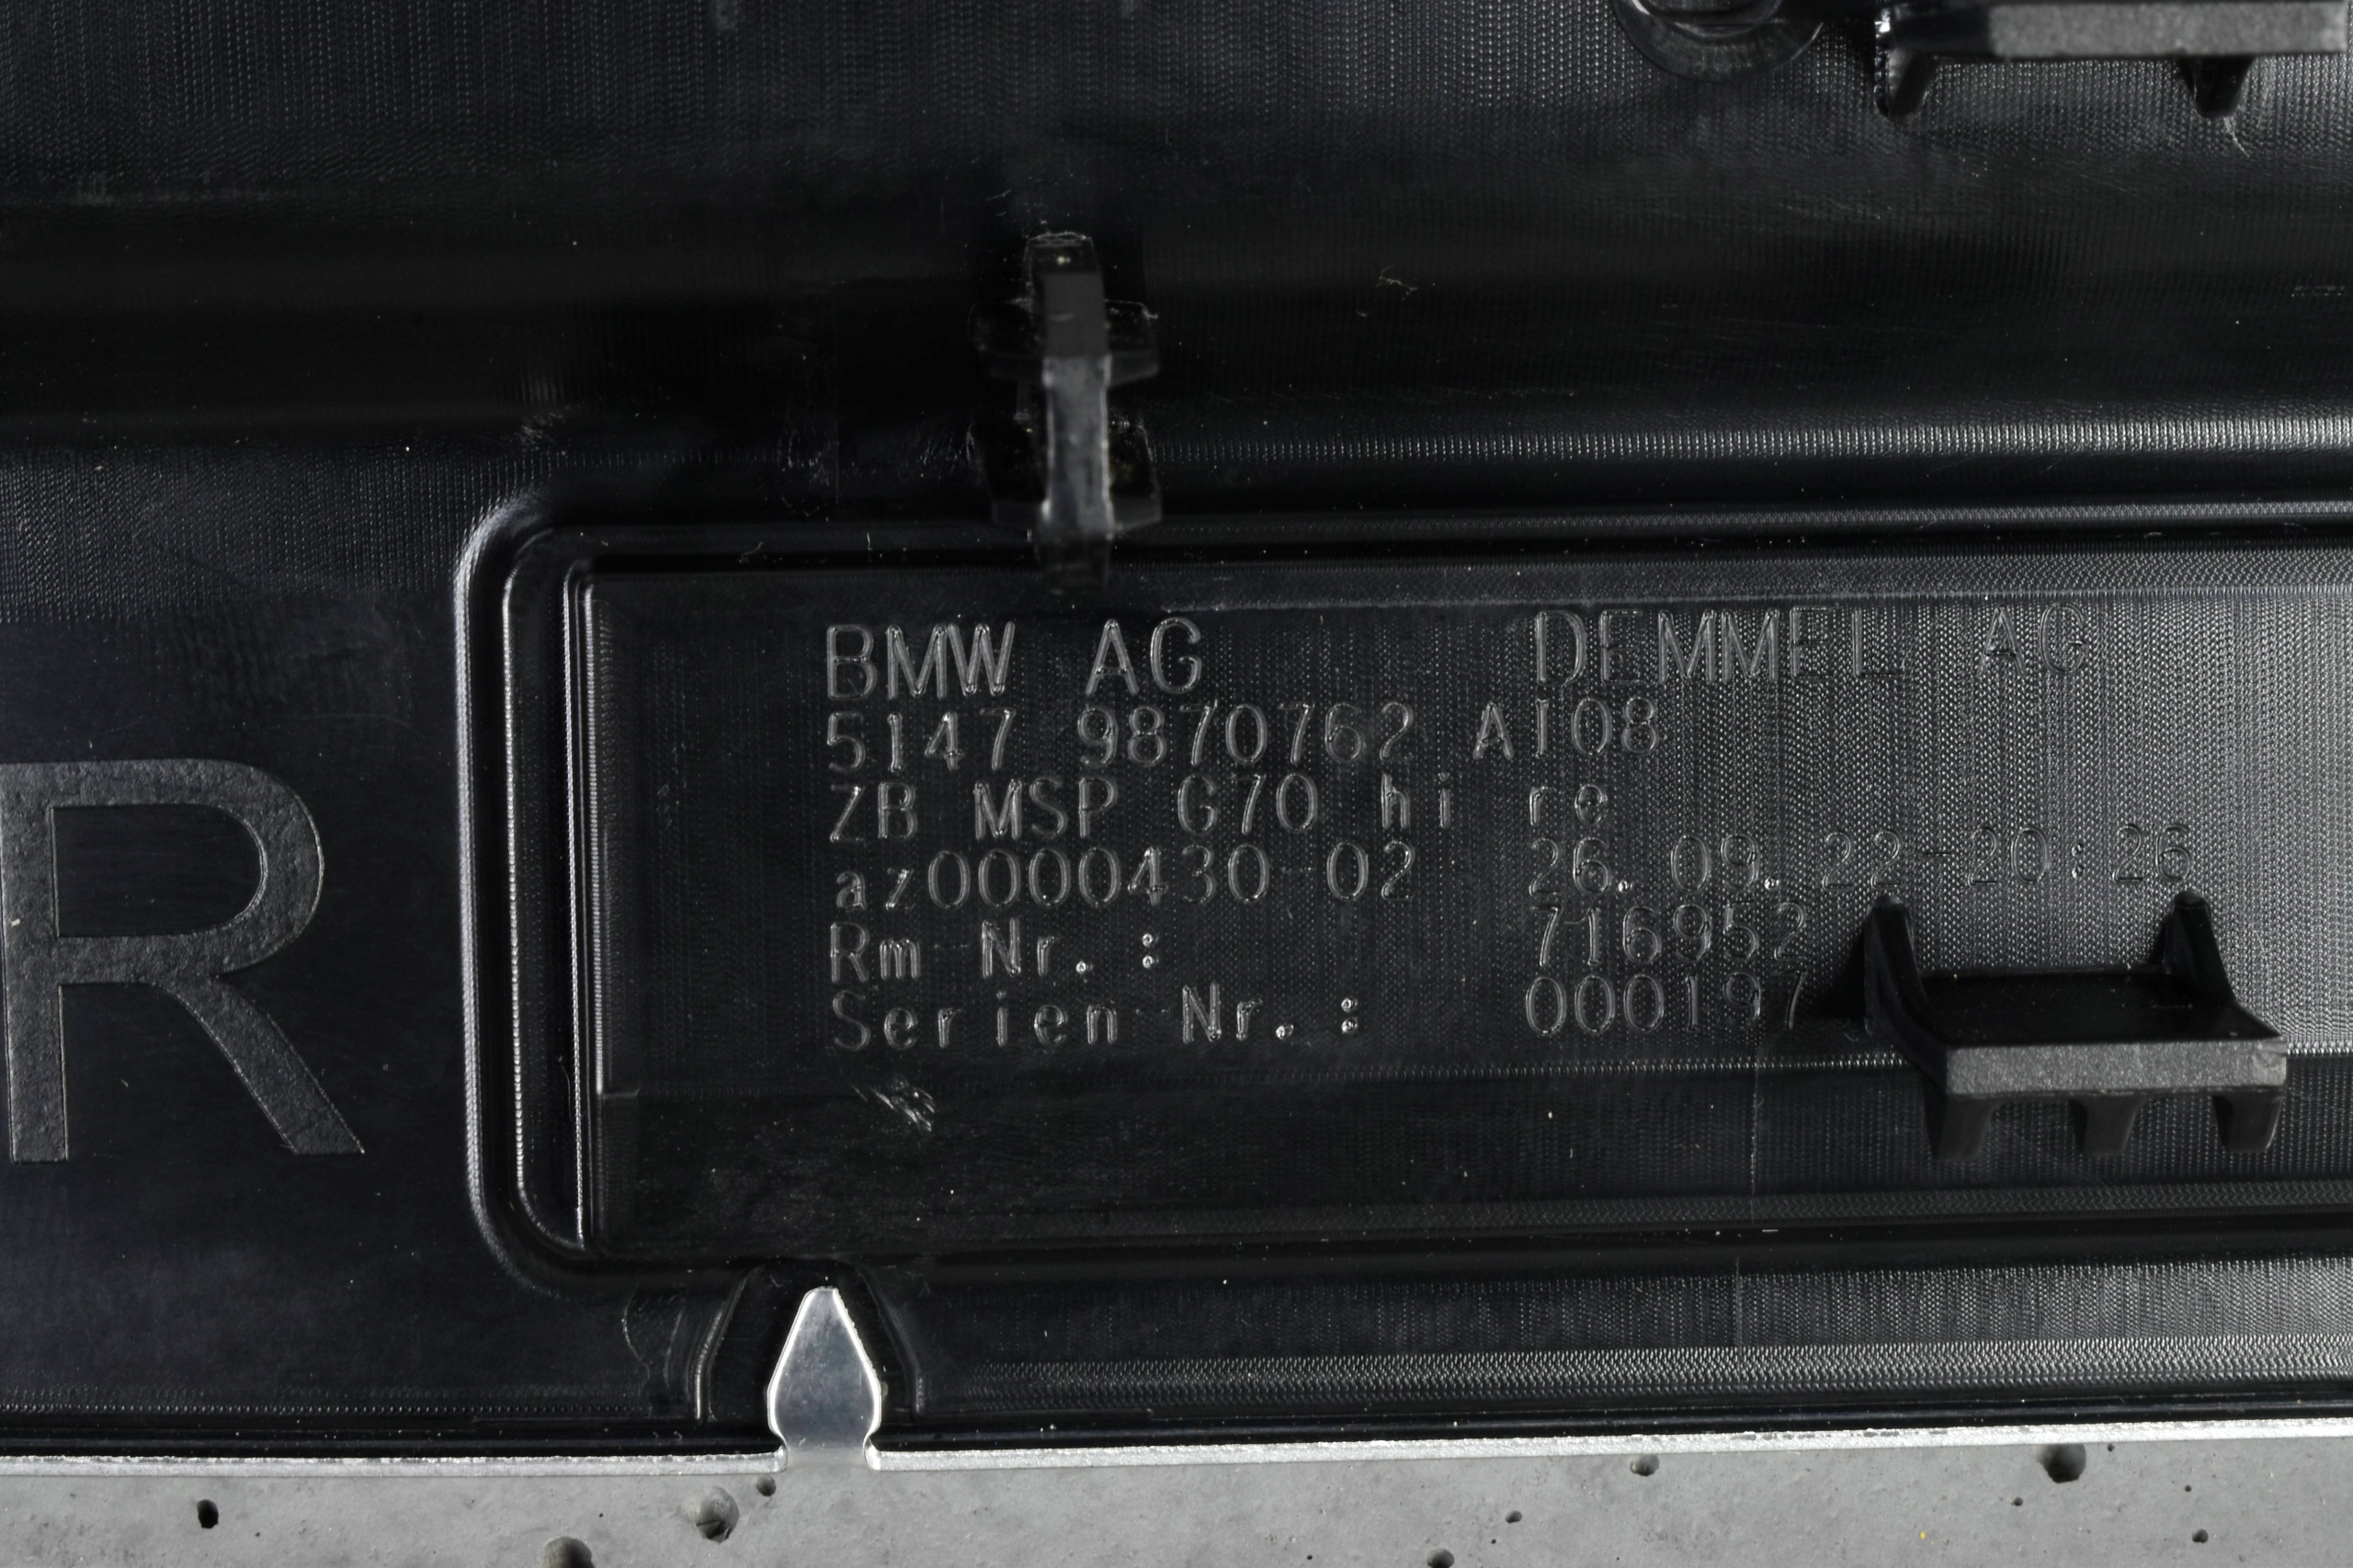 BMW AG DEMMEL AG
5147 9870762 AI08
ZB MSP G70 hi re
az0000430-02 26.09.22-20:26
Rm-Nr.: 716952
Serien-Nr.: 000197
R